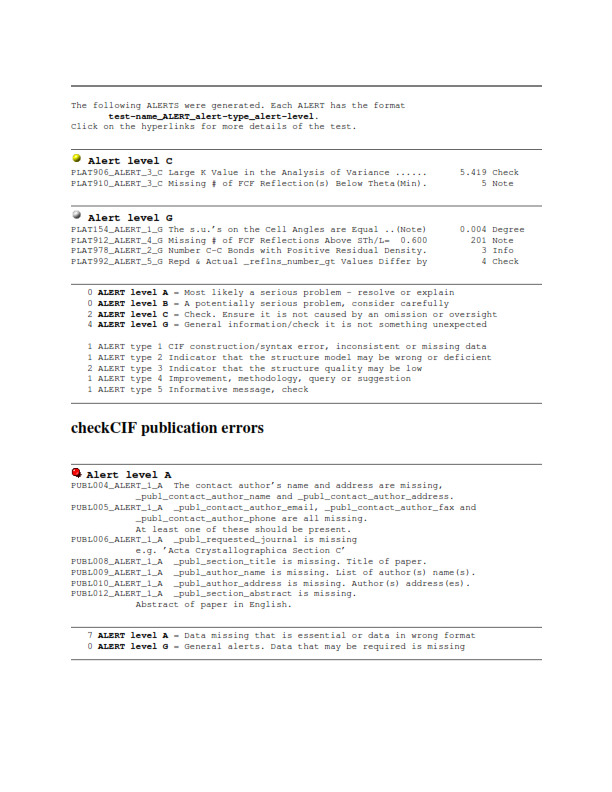 The following ALERTS were generated. Each ALERT has the format
test-name_ALERT_alert-type_alert-level.
Click on the hyperlinks for more details of the test.
Alert level C
PLAT906_ALERT_3_C Large K Value in the Analysis of Variance ...... 5.419 Check
PLAT910_ALERT_3_C Missing # of FCF Reflection(s) Below Theta(Min). 5 Note
Alert level G
PLAT154_ALERT_1_G The s.u.'s on the Cell Angles are Equal ..(Note) 0.004 Degree
PLAT912_ALERT_4_G Missing # of FCF Reflections Above STh/L= 0.600 201 Note
PLAT978_ALERT_2_G Number C-C Bonds with Positive Residual Density. 3 Info
PLAT992_ALERT_5_G Repd & Actual _reflns_number_gt Values Differ by 4 Check
0 ALERT level A = Most likely a serious problem - resolve or explain
0 ALERT level B = A potentially serious problem, consider carefully
2 ALERT level C = Check. Ensure it is not caused by an omission or oversight
4 ALERT level G = General information/check it is not something unexpected
1 ALERT type 1 CIF construction/syntax error, inconsistent or missing data
1 ALERT type 2 Indicator that the structure model may be wrong or deficient
2 ALERT type 3 Indicator that the structure quality may be low
1 ALERT type 4 Improvement, methodology, query or suggestion
1 ALERT type 5 Informative message, check
checkCIF publication errors
Alert level A
PUBL004_ALERT_1_A The contact author's name and address are missing,
_publ_contact_author_name and _publ_contact_author_address.
PUBL005_ALERT_1_A _publ_contact_author_email, _publ_contact_author_fax and
_publ_contact_author_phone are all missing.
At least one of these should be present.
PUBL006_ALERT_1_A _publ_requested_journal is missing
e.g. 'Acta Crystallographica Section C'
PUBL008_ALERT_1_A _publ_section_title is missing. Title of paper.
PUBL009_ALERT_1_A _publ_author_name is missing. List of author(s) name(s).
PUBL010_ALERT_1_A _publ_author_address is missing. Author(s) address(es).
PUBL012_ALERT_1_A _publ_section_abstract is missing.
Abstract of paper in English.
7 ALERT level A = Data missing that is essential or data in wrong format
0 ALERT level G = General alerts. Data that may be required is missing